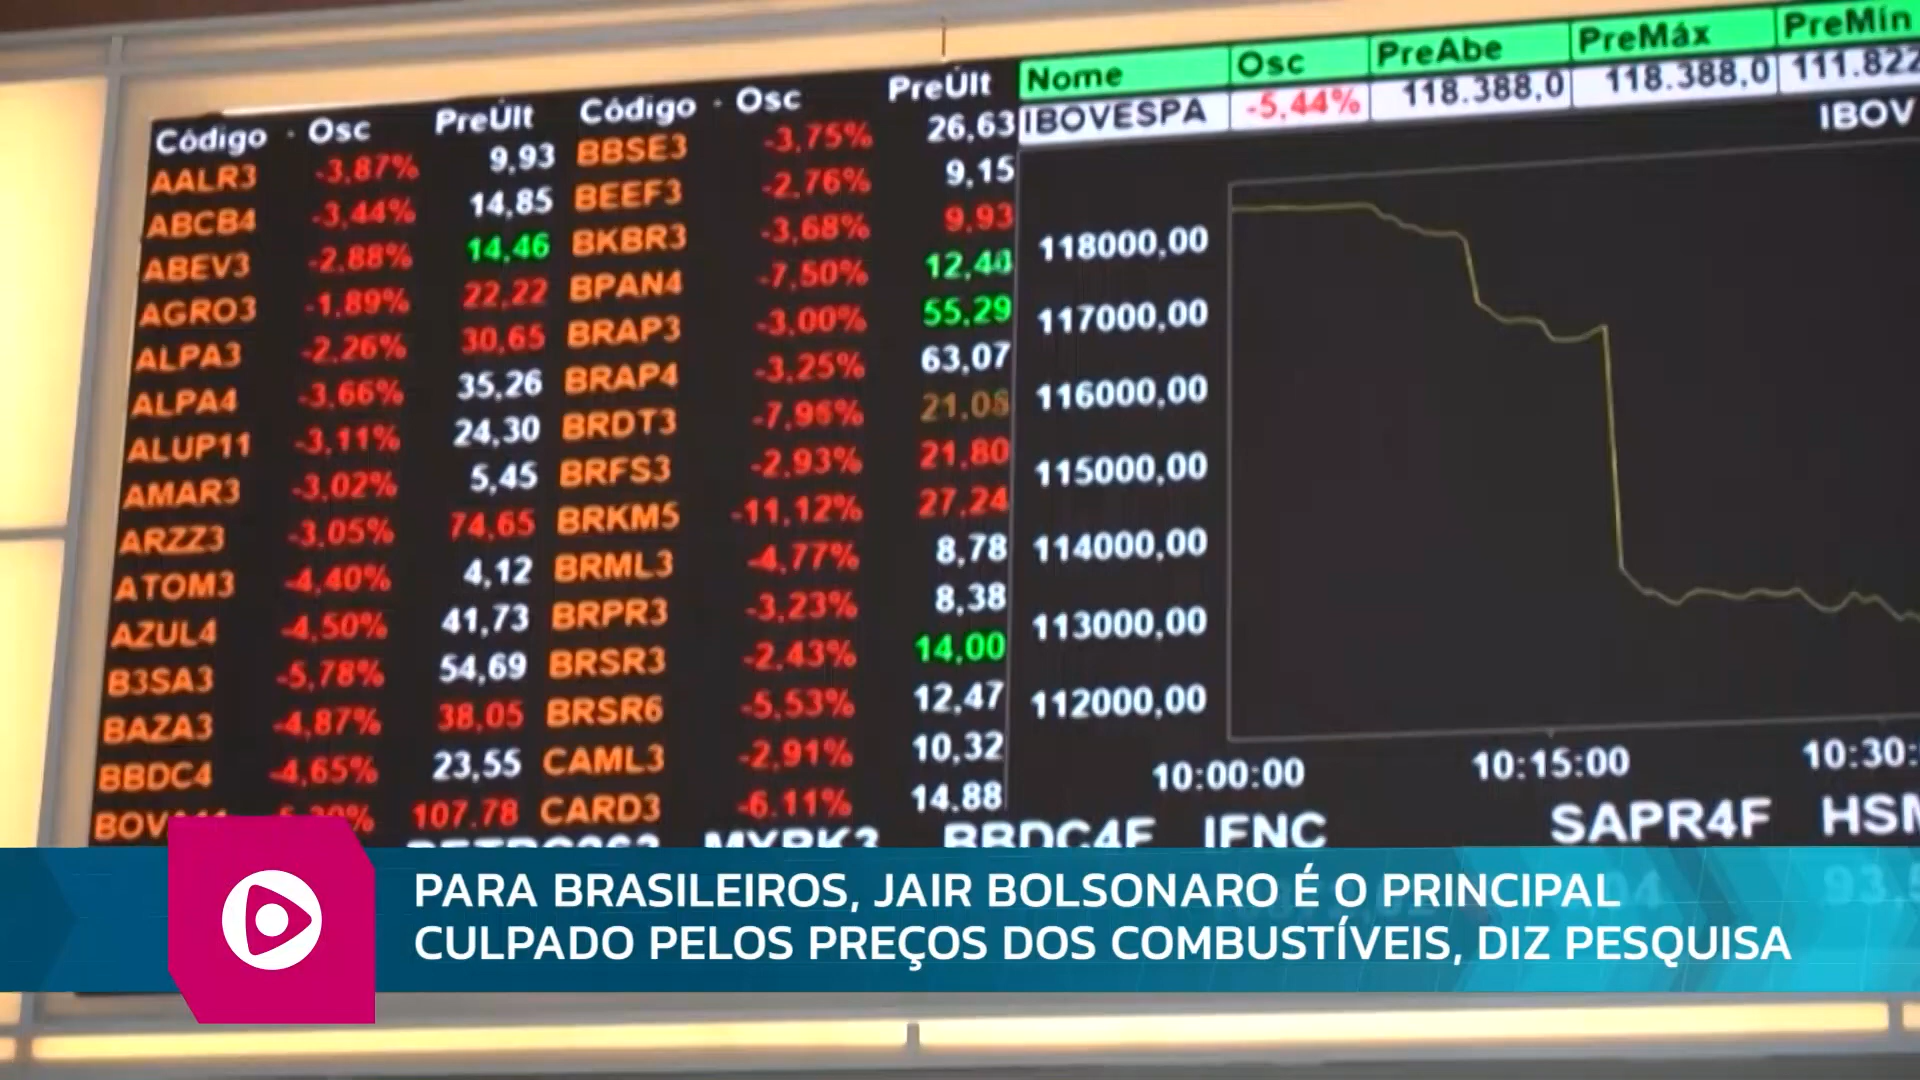 Código · Osc PreÚlt Código · Osc PreÚlt
AALR3 -3,87% 9,93 BBSE3 -3,75% 26,63
ABCB4 -3,44% 14,85 BEEF3 -2,76% 9,15
ABEV3 -2,88% 14,46 BKBR3 -3,68% 9,93
AGRO3 -1,89% 22,22 BPAN4 -7,50%
ALPA3 -2,26% 30,65 BRAP3 -3,00% 55,29
ALPA4 -3,66% 35,26 BRAP4 -3,25% 63,07
ALUP11 -3,11% 24,30 BRDT3 -7,96% 21,08
AMAR3 -3,02% 5,45 BRFS3 -2,93% 21,80
ARZZ3 -3,05% 74,65 BRKM5 -11,12% 27,24
ATOM3 -4,40% 4,12 BRML3 -4,77% 8,78
AZUL4 -4,50% 41,73 BRPR3 -3,23% 8,38
B3SA3 -5,78% 54,69 BRSR3 -2,43% 14,00
BAZA3 -4,87% 38,05 BRSR6 -5,53% 12,47
BBDC4 -4,65% 23,55 CAML3 -2,91% 10,32
107.78 CARD3 -6.11% 14.88
Nome Osc PreAbe PreMáx PreMín
IBOVESPA -5,44% 118.388,0 118.388,0 111.822
IBOV
118000,00
117000,00
116000,00
115000,00
114000,00
113000,00
112000,00
10:00:00 10:15:00 10:30:
BBDC4F IFNC SAPR4F HSM
PARA BRASILEIROS, JAIR BOLSONARO É O PRINCIPAL
CULPADO PELOS PREÇOS DOS COMBUSTÍVEIS, DIZ PESQUISA